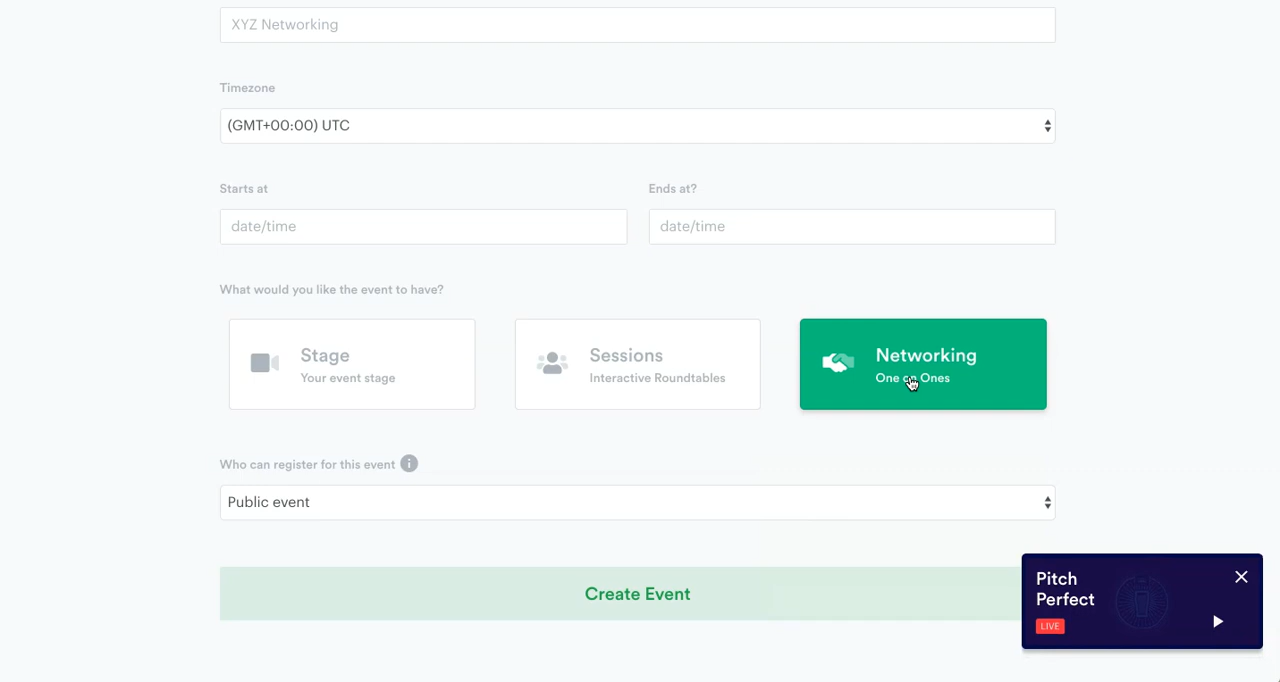 XYZ Networking
Timezone
(GMT+00:00) UTC
Starts at
Ends at?
date/time
date/time
What would you like the event to have?
Stage
Your event stage
Sessions
Interactive Roundtables
Networking
One on Ones
Who can register for this event
Public event
Create Event
Pitch
Perfect
LIVE